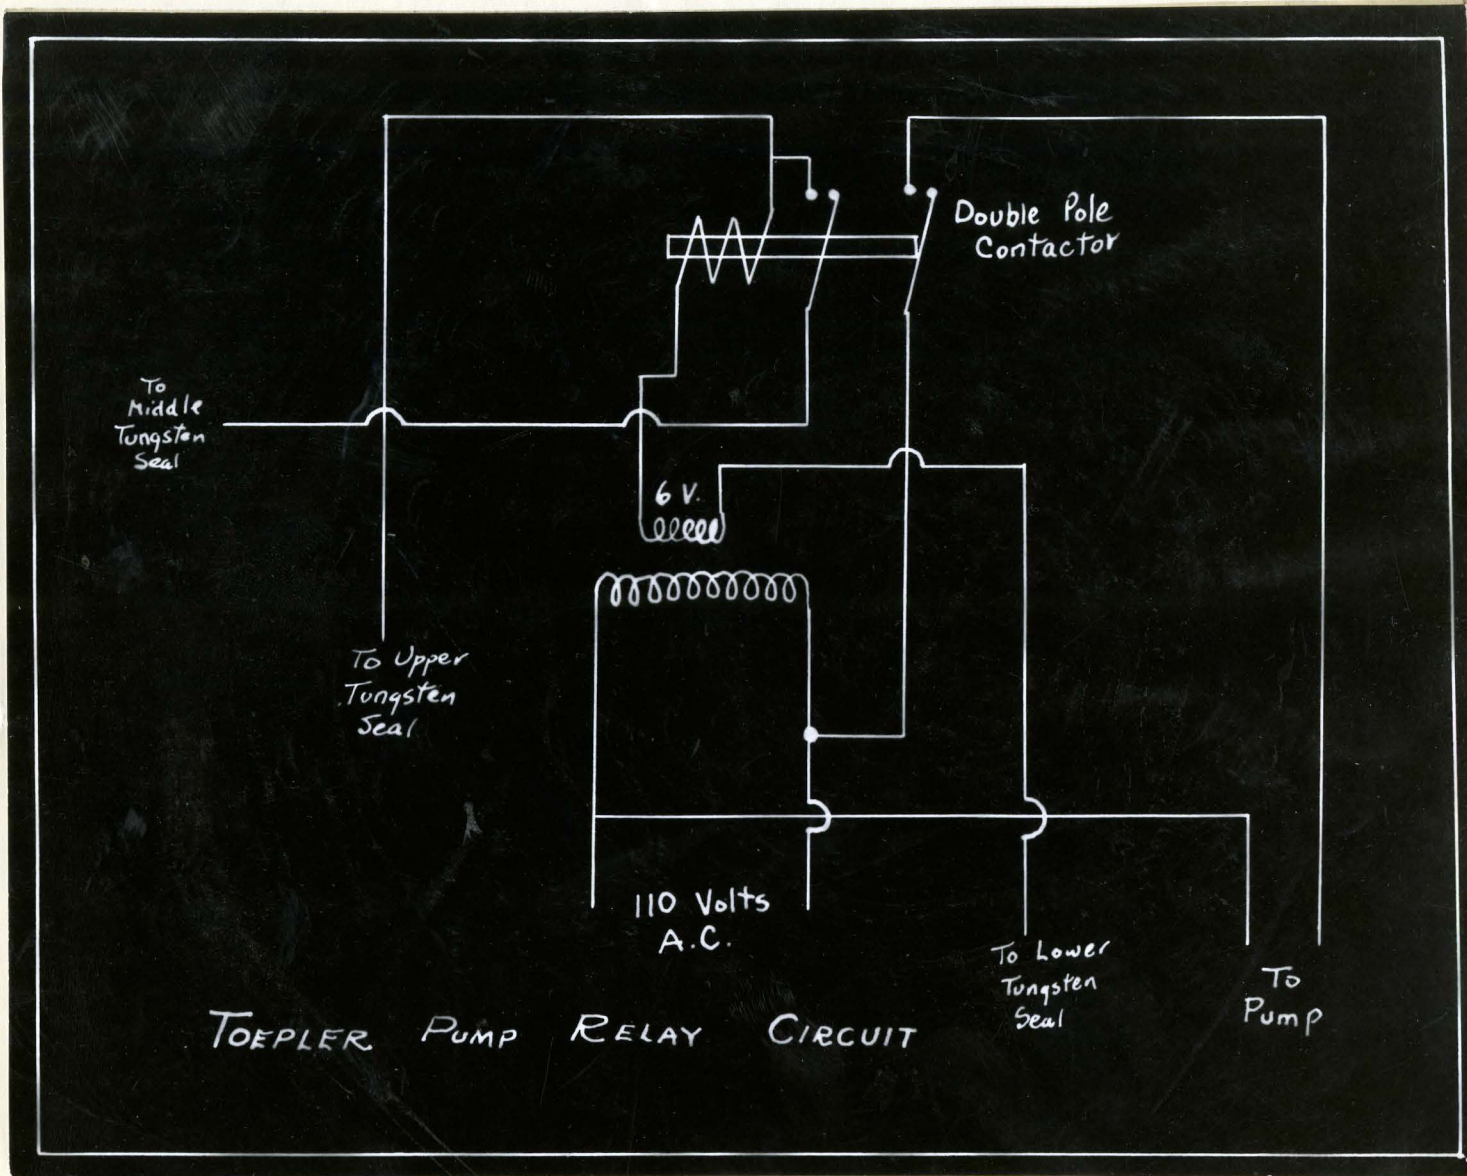 Double Pole
Contactor
To
Middle
Tungsten
Seal
6 V.
To Upper
Tungsten
Seal
110 Volts
A.C.
To Lower
Tungsten
Seal
To
Pump
TOEPLER PUMP RELAY CIRCUIT